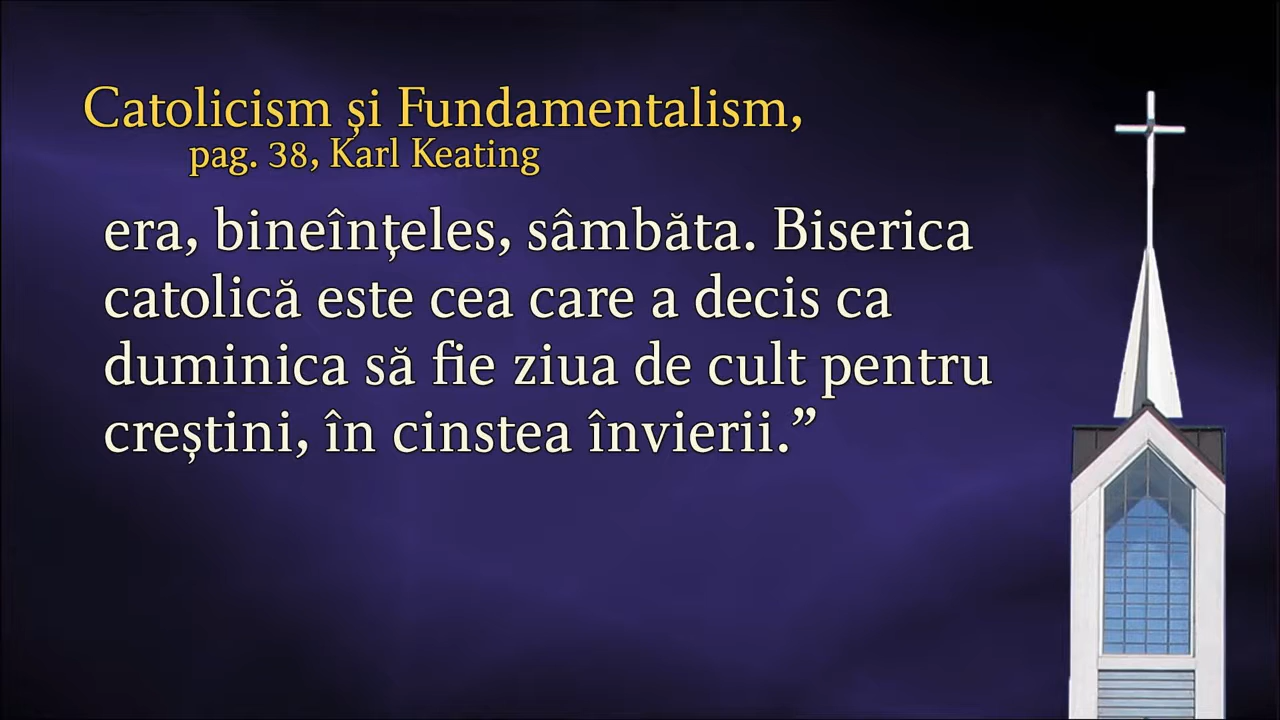 Catolicism și Fundamentalism,
pag. 38, Karl Keating
era, bineînțeles, sâmbăta. Biserica
catolică este cea care a decis ca
duminica să fie ziua de cult pentru
creștini, în cinstea învierii.”